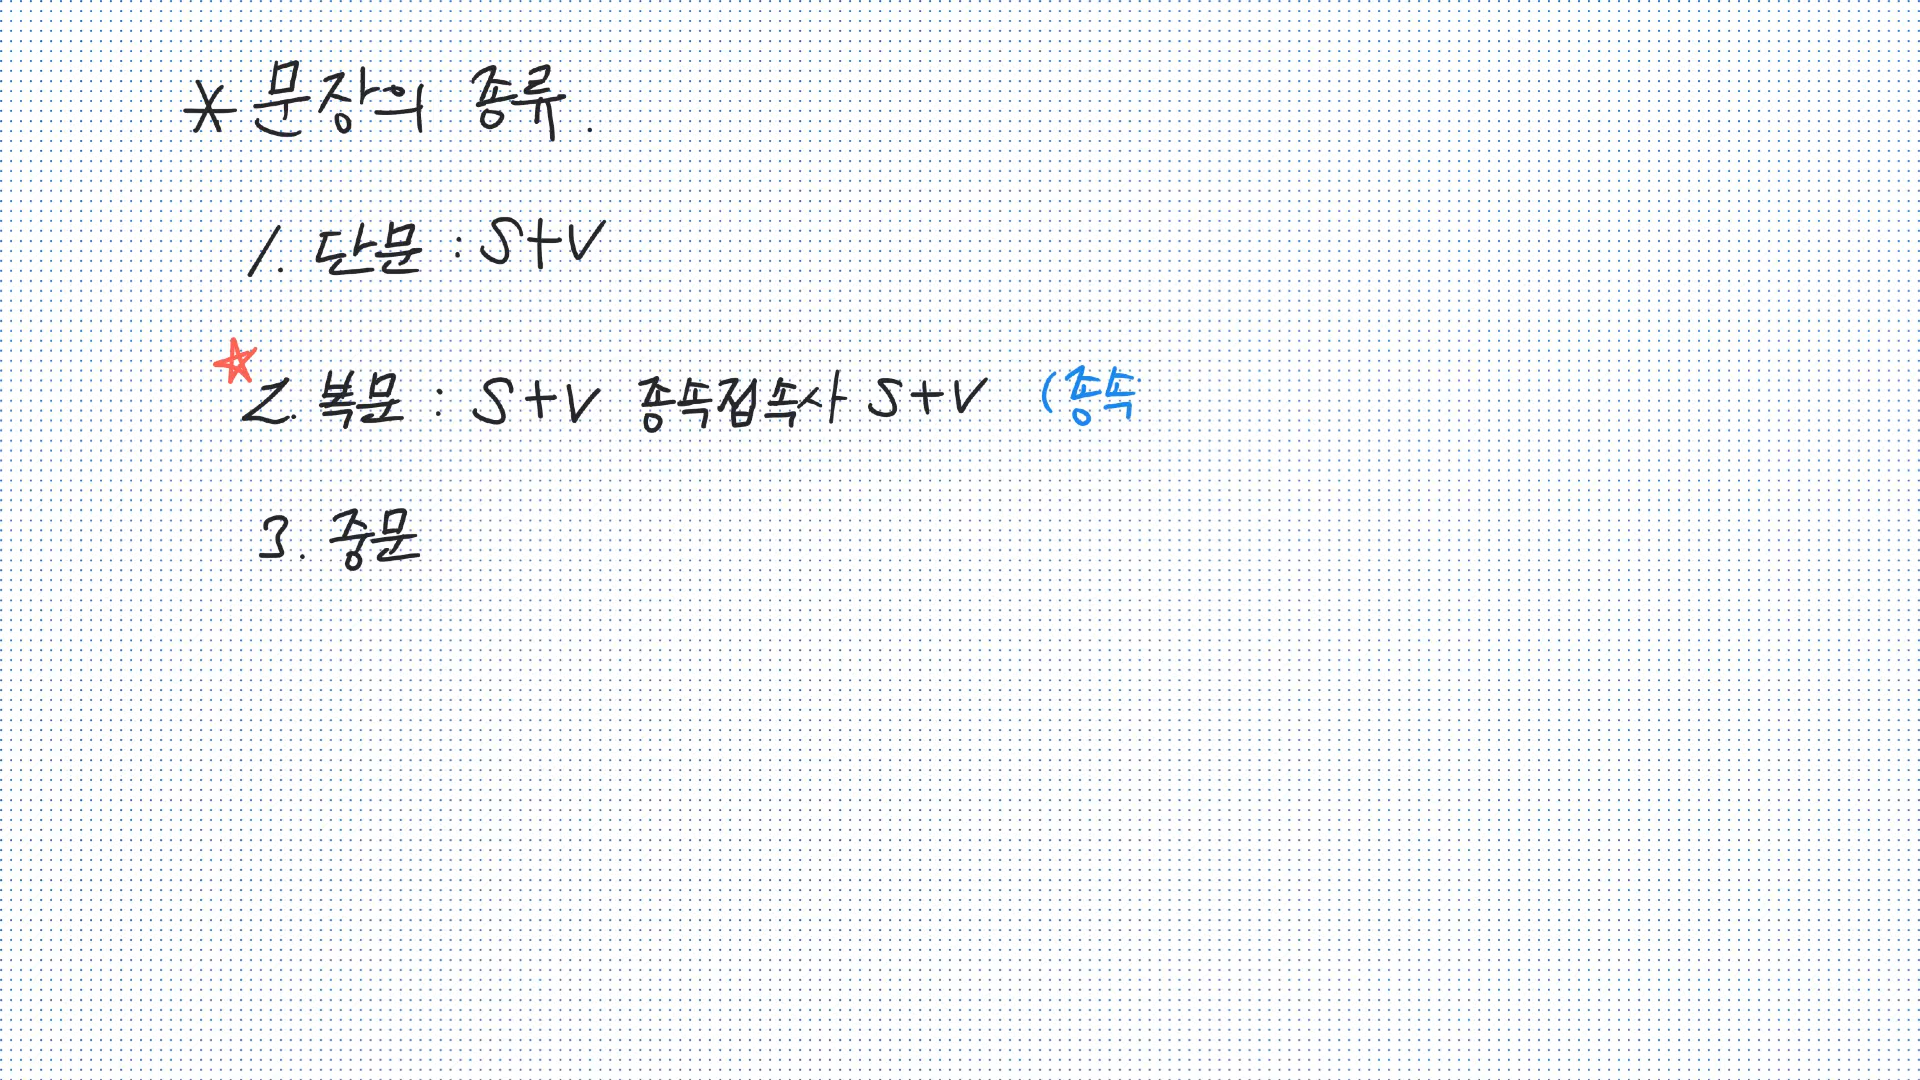 * 문장의 종류.
1. 단문 : S+V
☆ 2. 복문 : S+V 종속접속사 S+V (종속
3. 중문